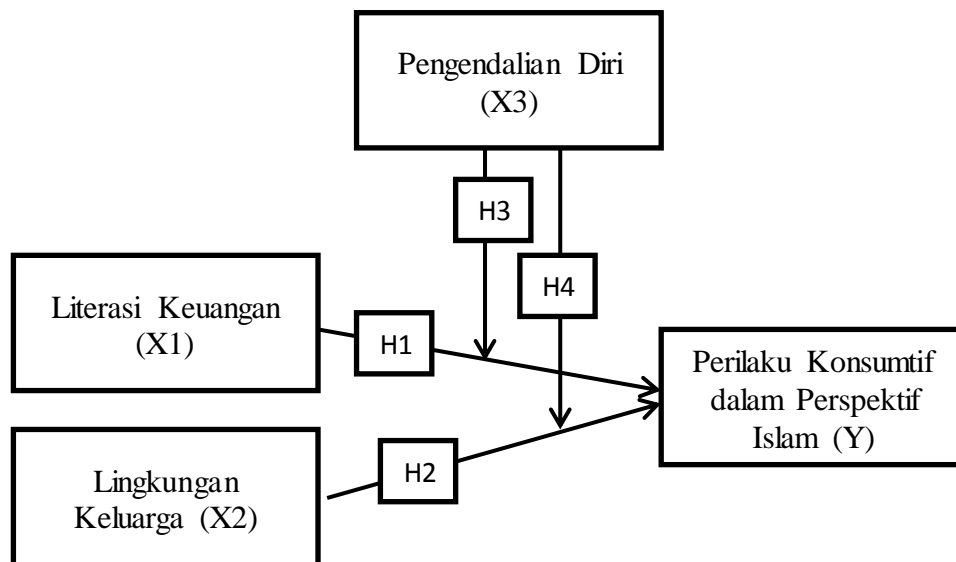 Pengendalian Diri
(X3)
H3
H4
Literasi Keuangan
(X1)
H1
Perilaku Konsumtif
dalam Perspektif
Islam (Y)
H2
Lingkungan
Keluarga (X2)